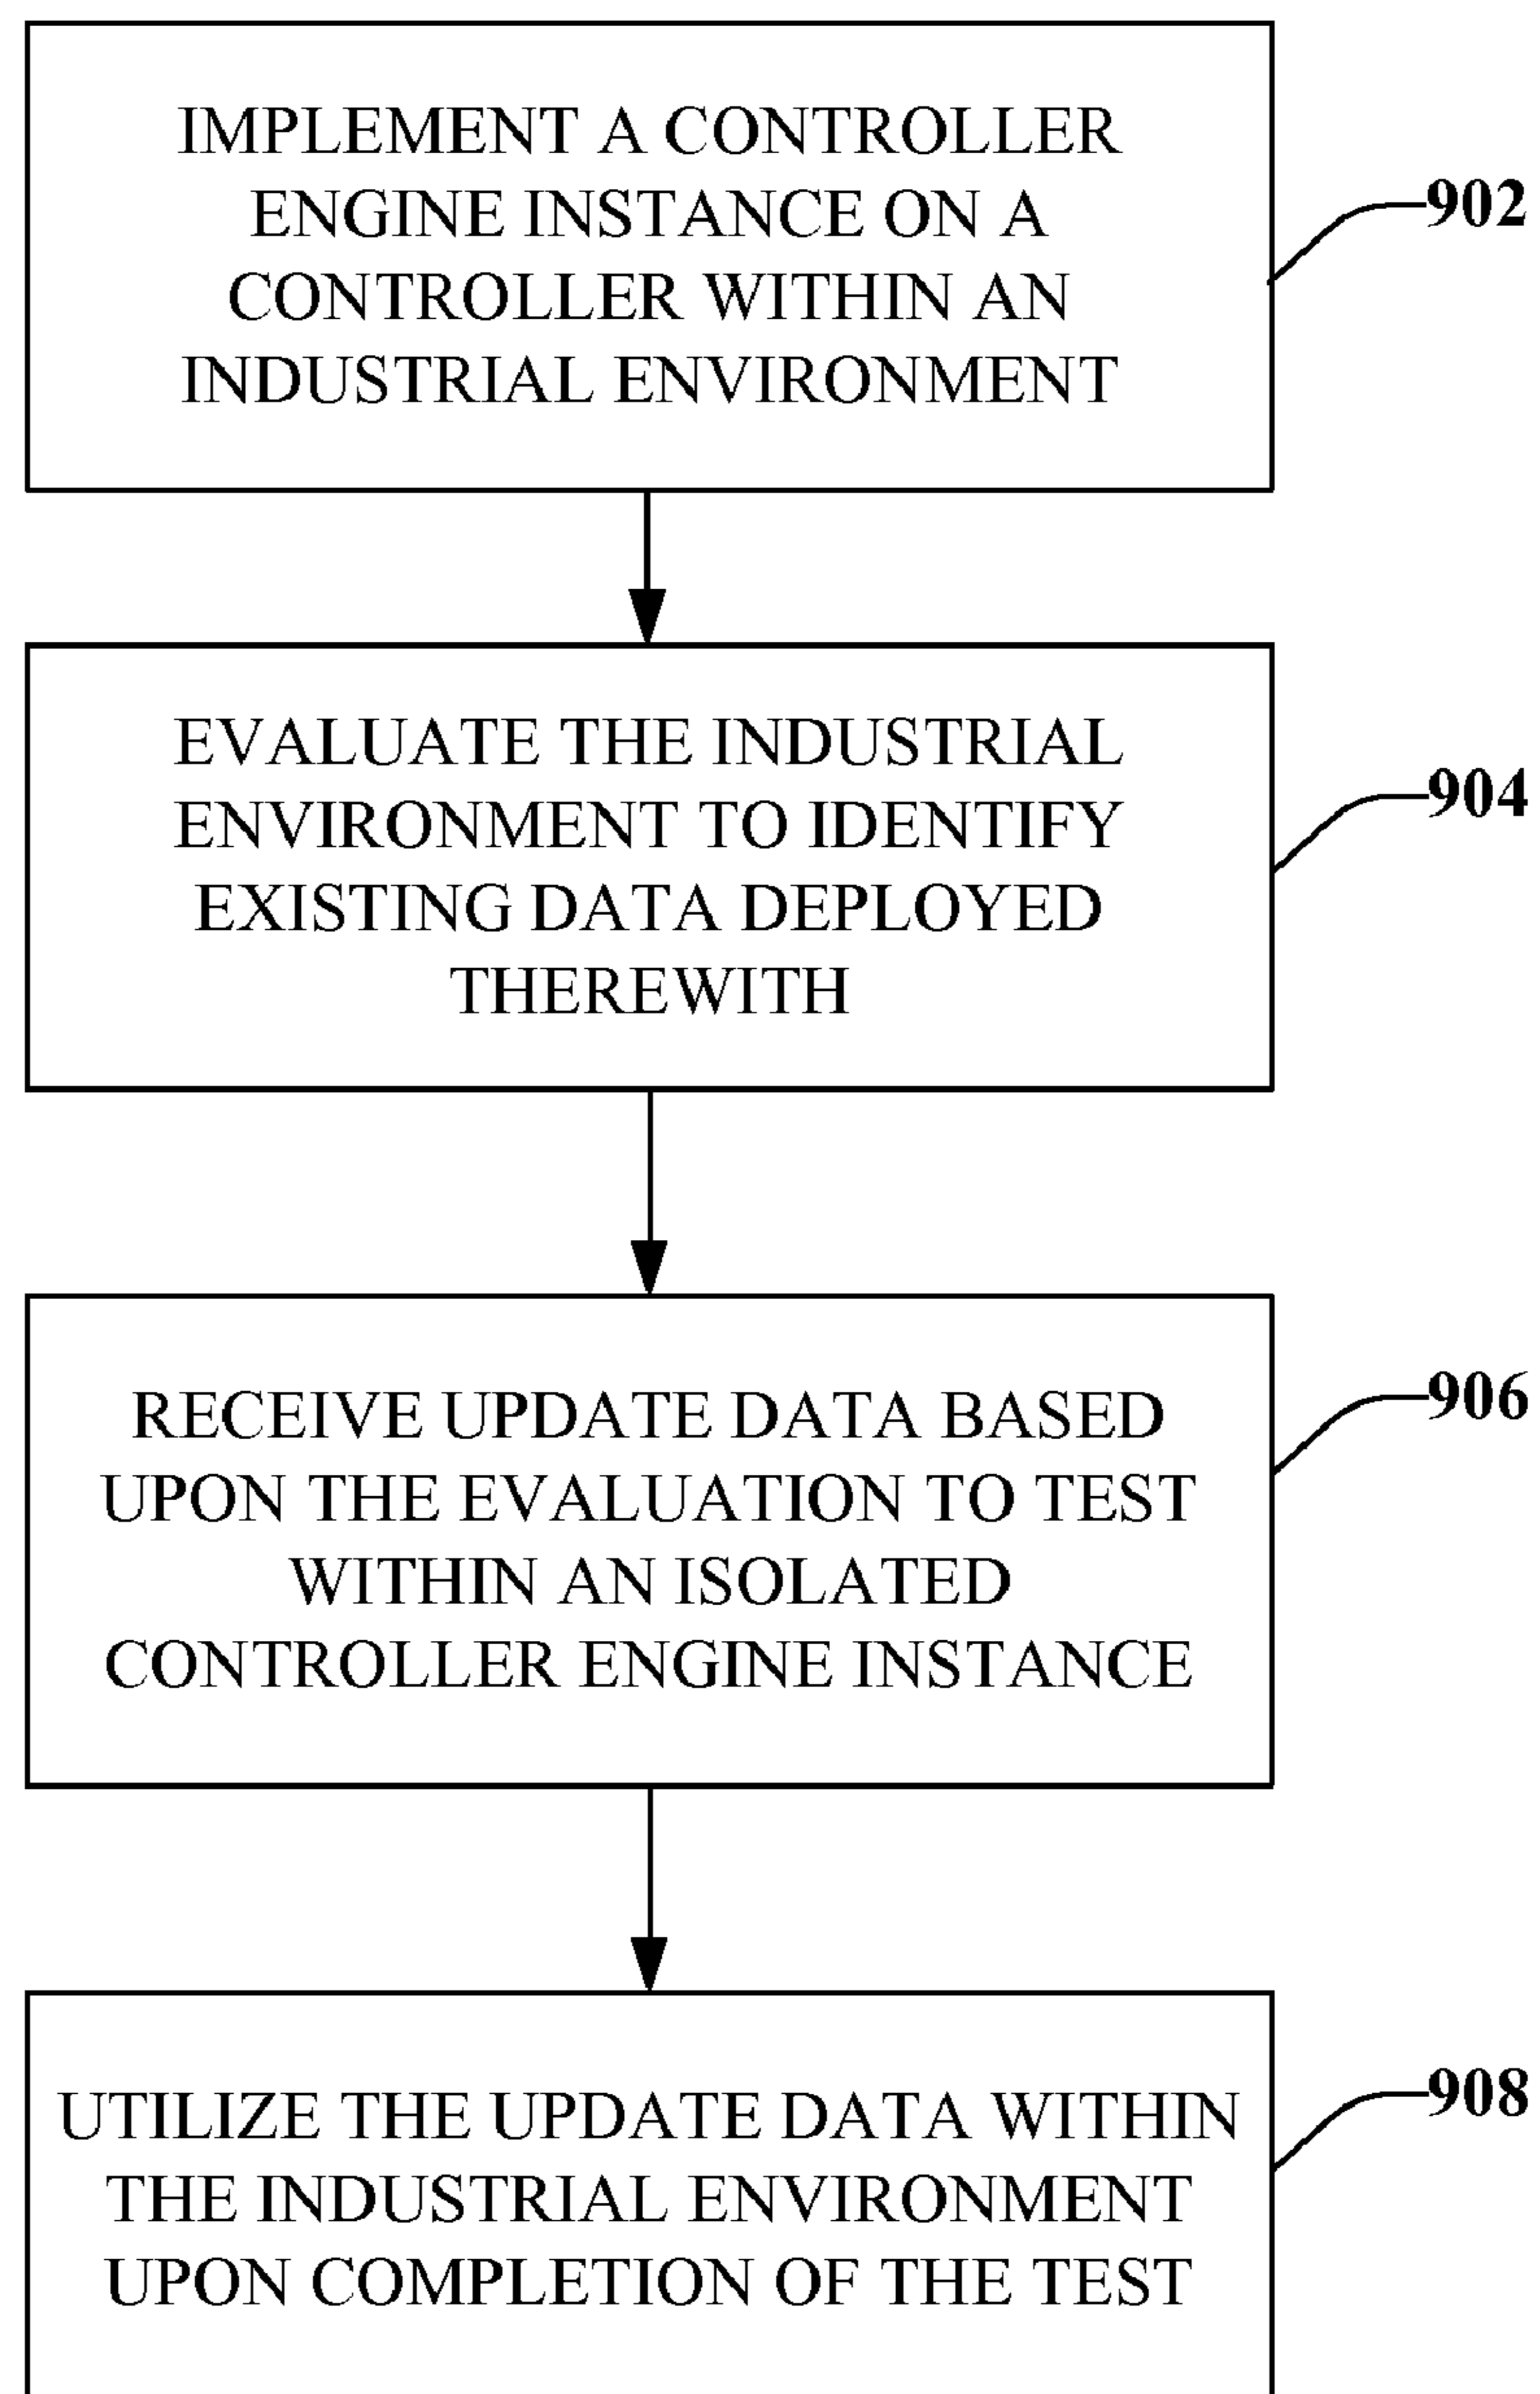 IMPLEMENT A CONTROLLER
ENGINE INSTANCE ON A
CONTROLLER WITHIN AN
INDUSTRIAL ENVIRONMENT
902
EVALUATE THE INDUSTRIAL
ENVIRONMENT TO IDENTIFY
EXISTING DATA DEPLOYED
THEREWITH
904
RECEIVE UPDATE DATA BASED
UPON THE EVALUATION TO TEST
WITHIN AN ISOLATED
CONTROLLER ENGINE INSTANCE
906
UTILIZE THE UPDATE DATA WITHIN
THE INDUSTRIAL ENVIRONMENT
UPON COMPLETION OF THE TEST
908